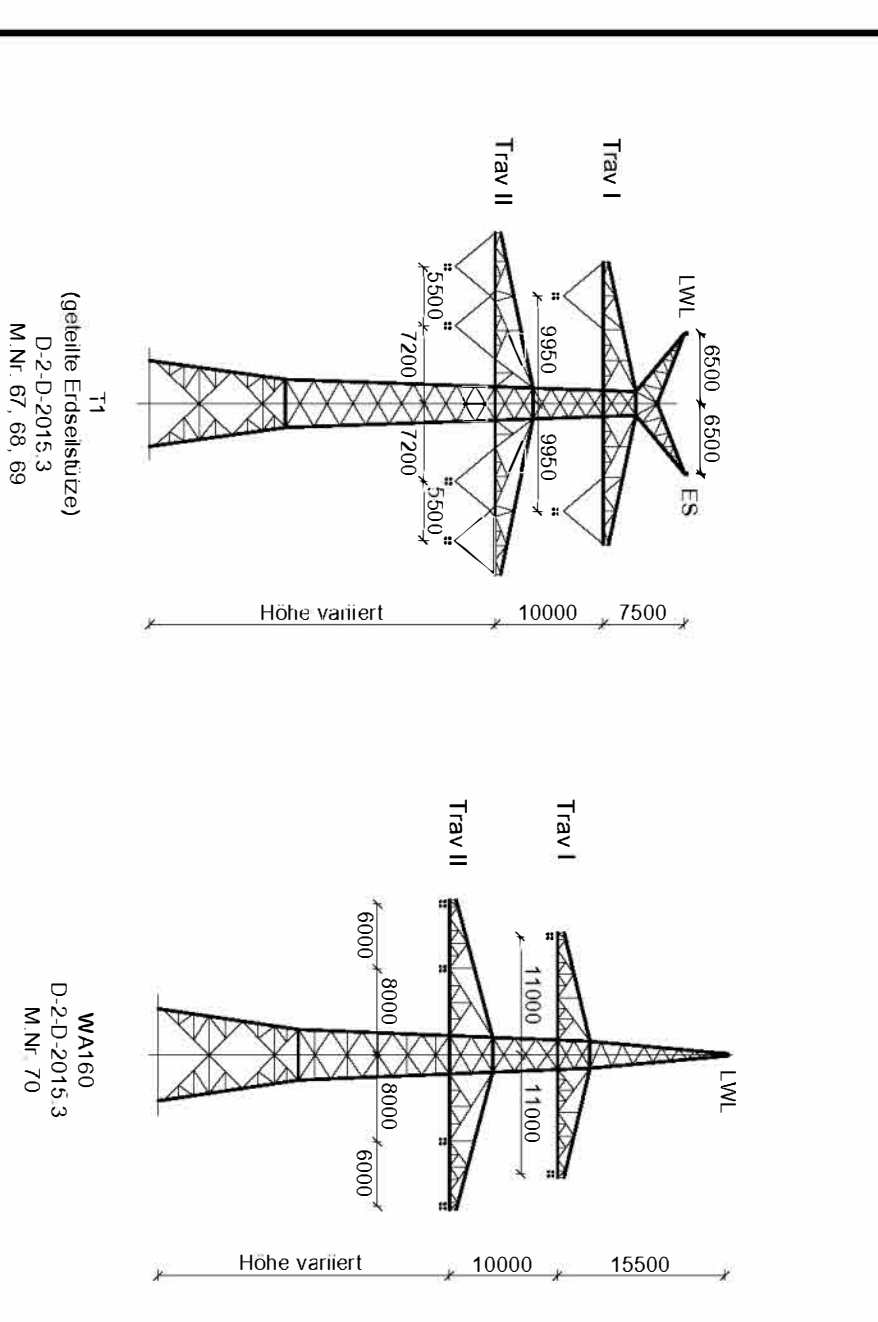 LWL
ES
6500
6500
Trav I
9950
9950
Trav II
5500
7200
7200
5500
7500
10000
Höhe variiert
T1
(geteilte Erdseilstütze)
D-2-D-2015.3
M.Nr. 67, 68, 69
LWL
Trav I
11000
11000
Trav II
6000
8000
8000
6000
15500
10000
Höhe variiert
WA160
D-2-D-2015.3
M.Nr. 70